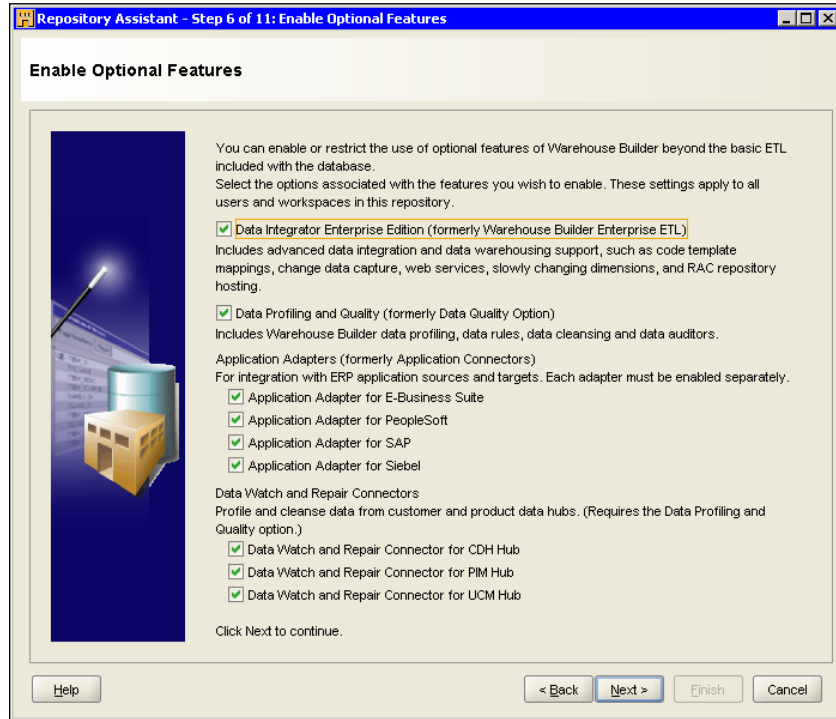 Repository Assistant - Step 6 of 11: Enable Optional Features
Enable Optional Features
You can enable or restrict the use of optional features of Warehouse Builder beyond the basic ETL
included with the database.
Select the options associated with the features you wish to enable. These settings apply to all
users and workspaces in this repository.
Data Integrator Enterprise Edition (formerly Warehouse Builder Enterprise ETL)
Includes advanced data integration and data warehousing support, such as code template
mappings, change data capture, web services, slowly changing dimensions, and RAC repository
hosting.
Data Profiling and Quality (formerly Data Quality Option)
Includes Warehouse Builder data profiling, data rules, data cleansing and data auditors.
Application Adapters (formerly Application Connectors)
For integration with ERP application sources and targets. Each adapter must be enabled separately.
Application Adapter for E-Business Suite
Application Adapter for PeopleSoft
Application Adapter for SAP
Application Adapter for Siebel
Data Watch and Repair Connectors
Profile and cleanse data from customer and product data hubs. (Requires the Data Profiling and
Quality option.)
Data Watch and Repair Connector for CDH Hub
Data Watch and Repair Connector for PIM Hub
Data Watch and Repair Connector for UCM Hub
Click Next to continue.
Help
< Back
Next >
Finish
Cancel